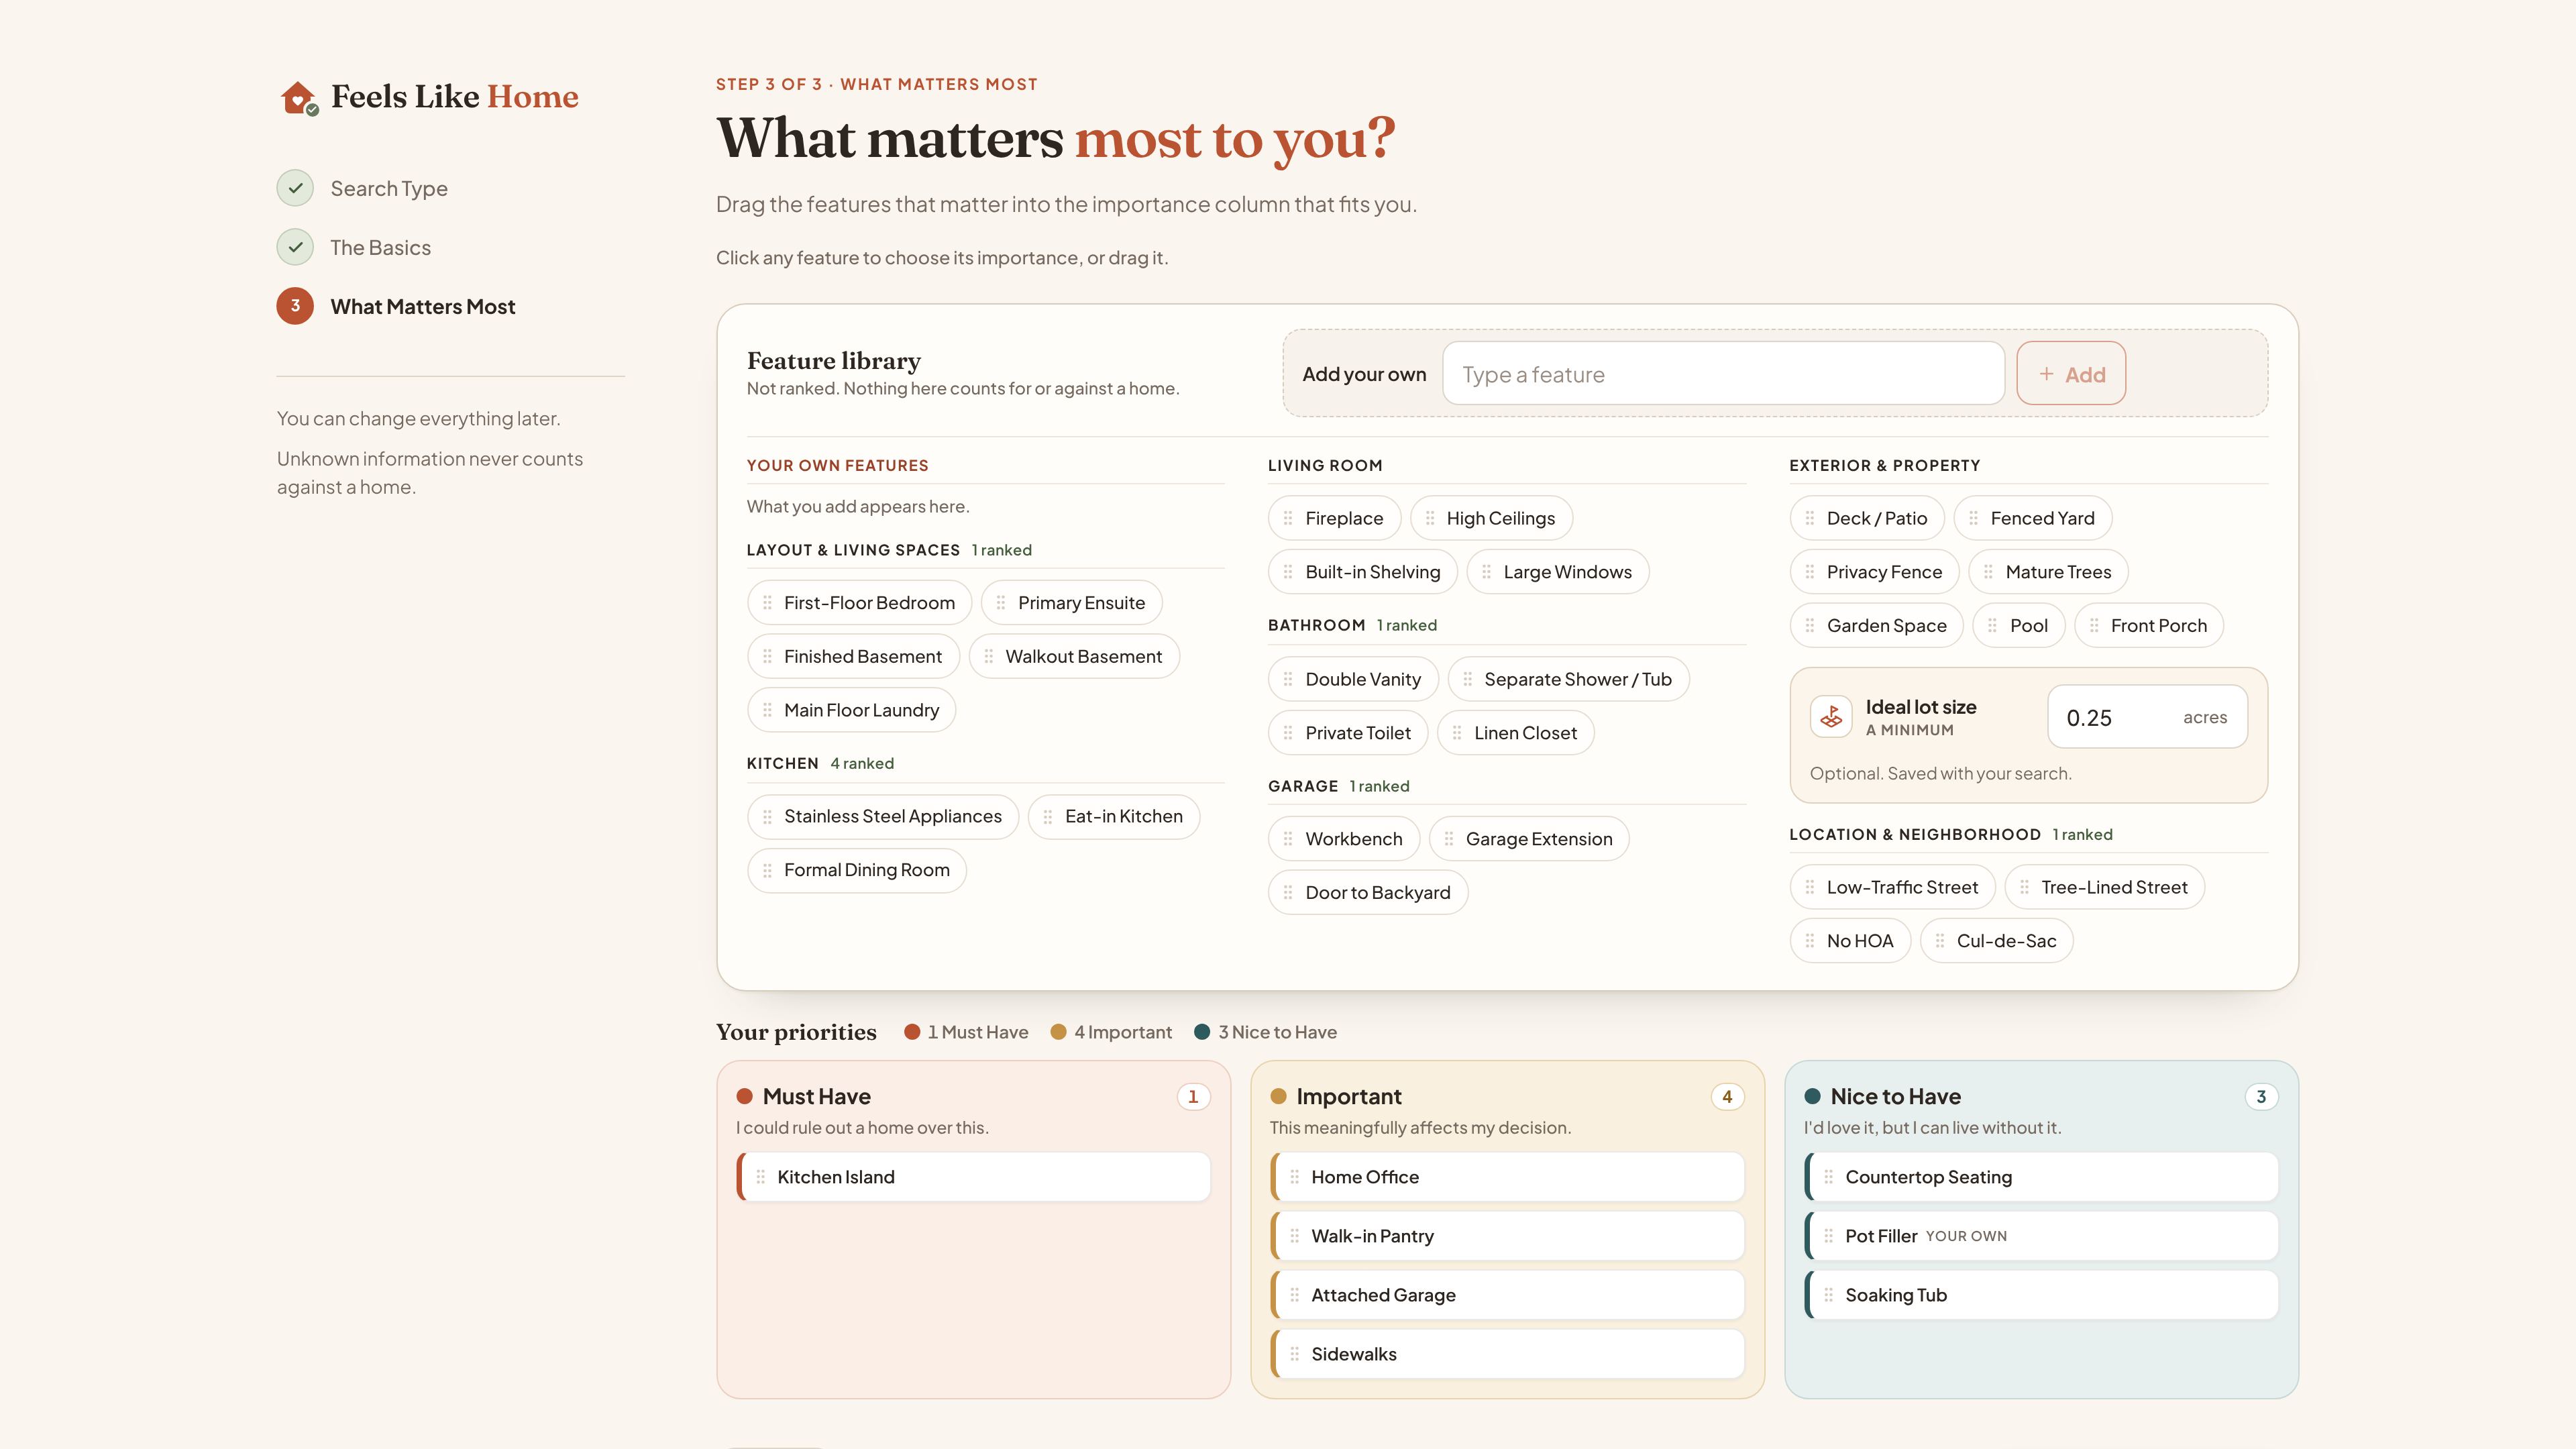 Feels Like Home
Search Type
The Basics
3 What Matters Most
You can change everything later.
Unknown information never counts
against a home.
STEP 3 OF 3 · WHAT MATTERS MOST
What matters most to you?
Drag the features that matter into the importance column that fits you.
Click any feature to choose its importance, or drag it.
Feature library
Not ranked. Nothing here counts for or against a home.
Add your own
Type a feature
+ Add
YOUR OWN FEATURES
What you add appears here.
LAYOUT & LIVING SPACES 1 ranked
First-Floor Bedroom
Primary Ensuite
Finished Basement
Walkout Basement
Main Floor Laundry
KITCHEN 4 ranked
Stainless Steel Appliances
Eat-in Kitchen
Formal Dining Room
LIVING ROOM
Fireplace
High Ceilings
Built-in Shelving
Large Windows
BATHROOM 1 ranked
Double Vanity
Separate Shower / Tub
Private Toilet
Linen Closet
GARAGE 1 ranked
Workbench
Garage Extension
Door to Backyard
EXTERIOR & PROPERTY
Deck / Patio
Fenced Yard
Privacy Fence
Mature Trees
Garden Space
Pool
Front Porch
Ideal lot size
A MINIMUM
0.25 acres
Optional. Saved with your search.
LOCATION & NEIGHBORHOOD 1 ranked
Low-Traffic Street
Tree-Lined Street
No HOA
Cul-de-Sac
Your priorities
1 Must Have
4 Important
3 Nice to Have
Must Have 1
I could rule out a home over this.
Kitchen Island
Important 4
This meaningfully affects my decision.
Home Office
Walk-in Pantry
Attached Garage
Sidewalks
Nice to Have 3
I'd love it, but I can live without it.
Countertop Seating
Pot Filler YOUR OWN
Soaking Tub